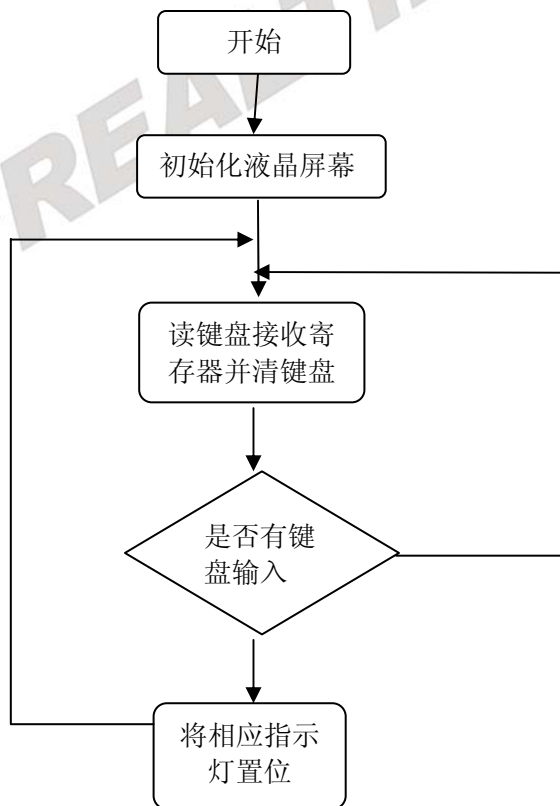 REALTI
开始
初始化液晶屏幕
读键盘接收寄
存器并清键盘
是否有键
盘输入
将相应指示
灯置位